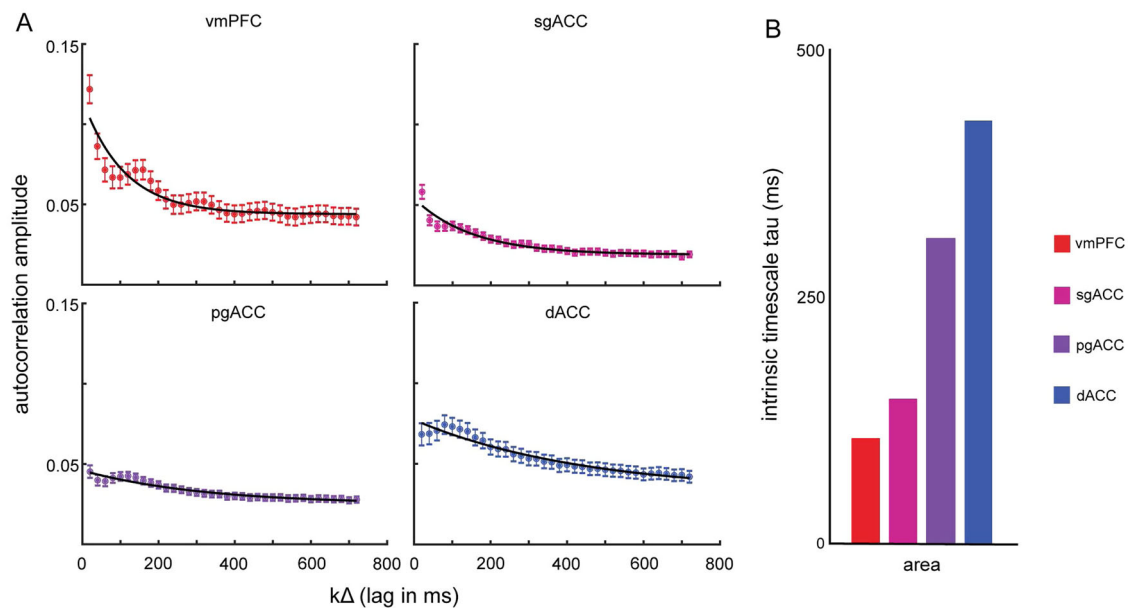 A
vmPFC
sgACC
B
0.15
0.05
pgACC
dACC
0.15
0.05
autocorrelation amplitude
0
200
400
600
800
0
200
400
600
800
kΔ (lag in ms)
500
250
0
intrinsic timescale tau (ms)
area
vmPFC
sgACC
pgACC
dACC